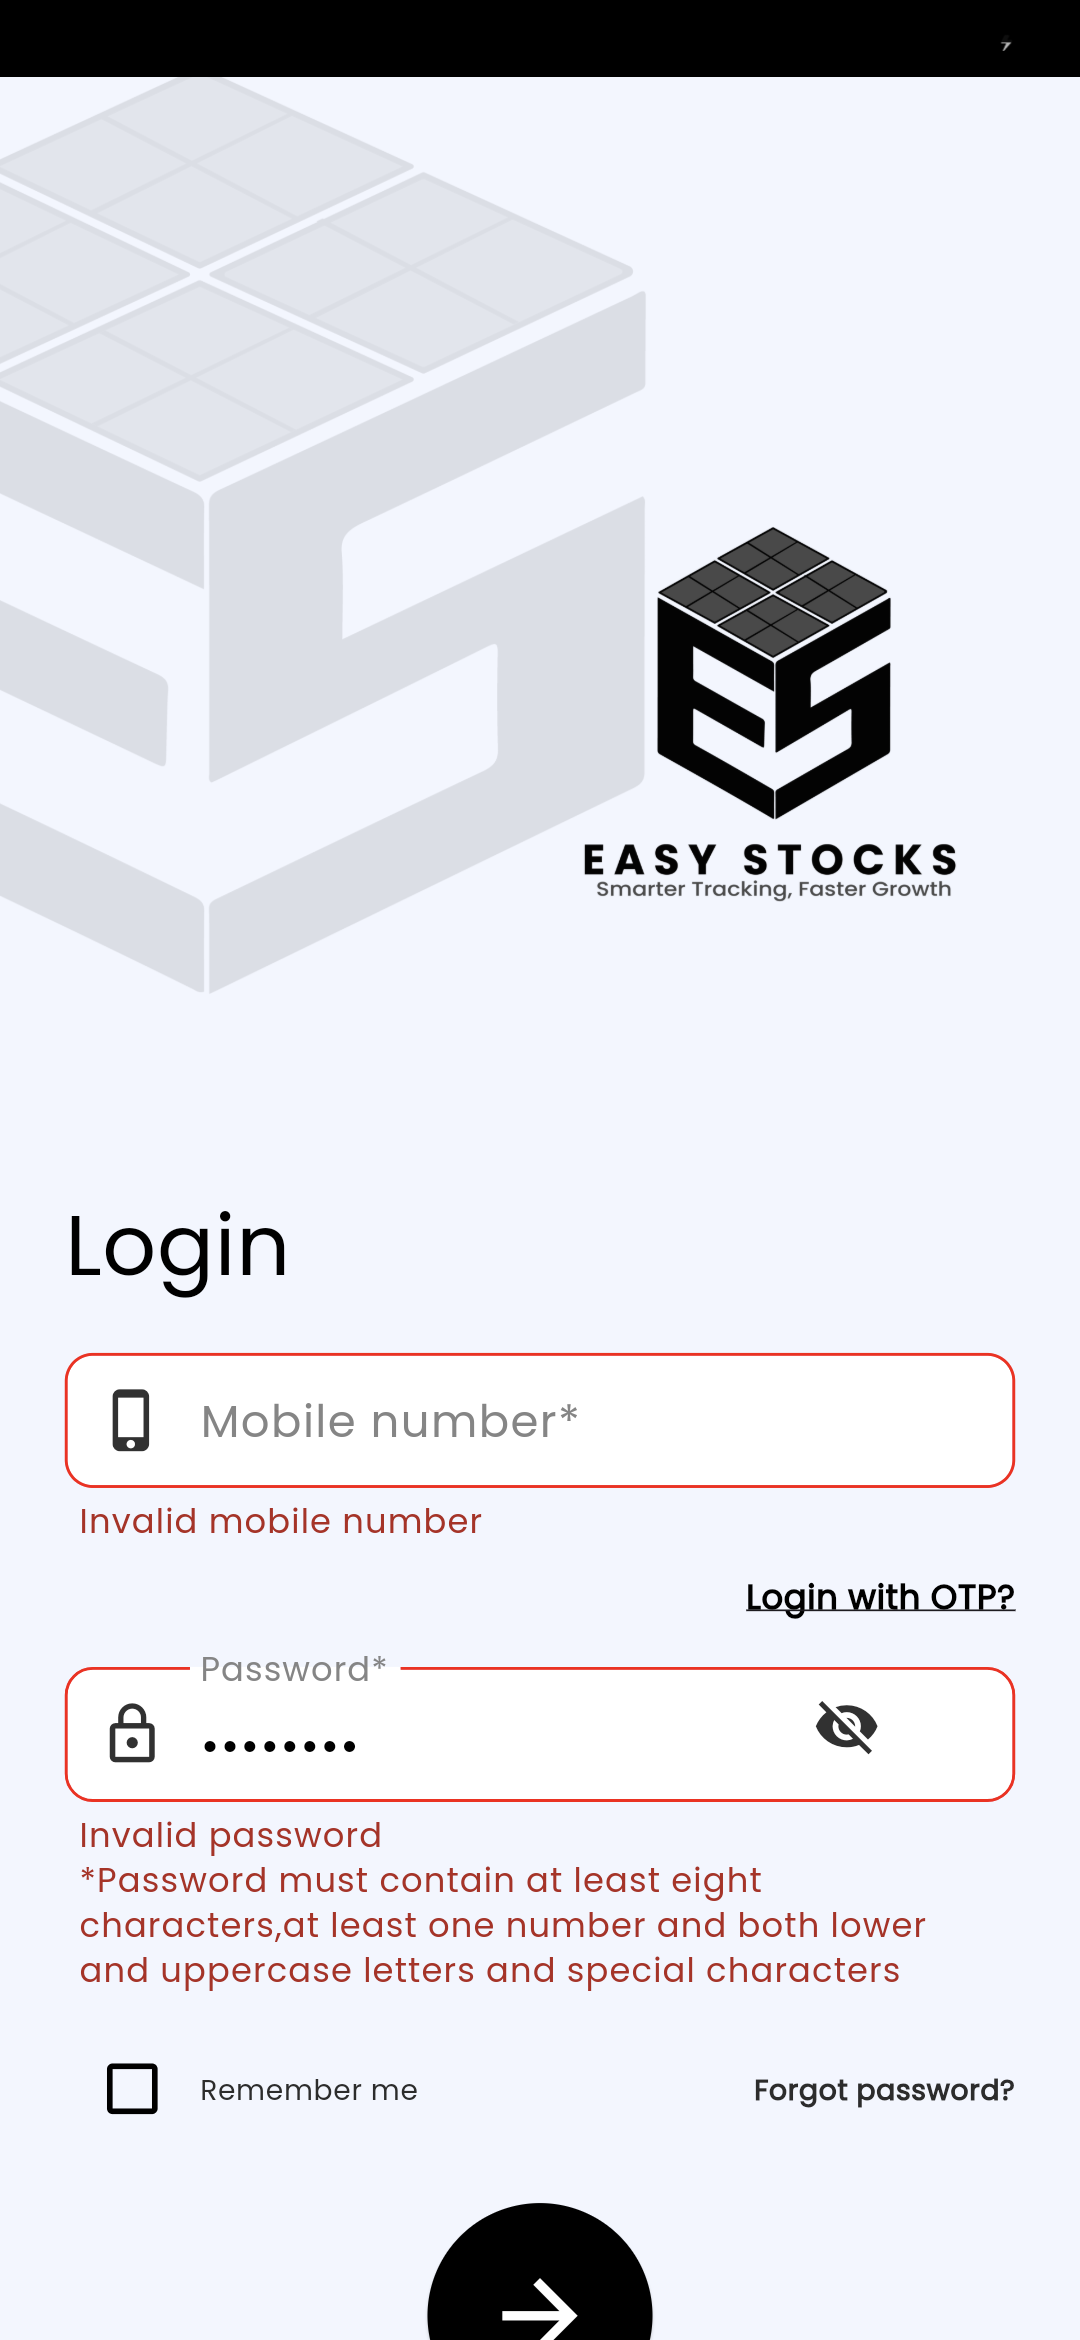 EASY STOCKS
Smarter Tracking, Faster Growth
Login
Mobile number*
Invalid mobile number
Login with OTP?
Password*
••••••••
Invalid password
*Password must contain at least eight
characters,at least one number and both lower
and uppercase letters and special characters
Remember me
Forgot password?